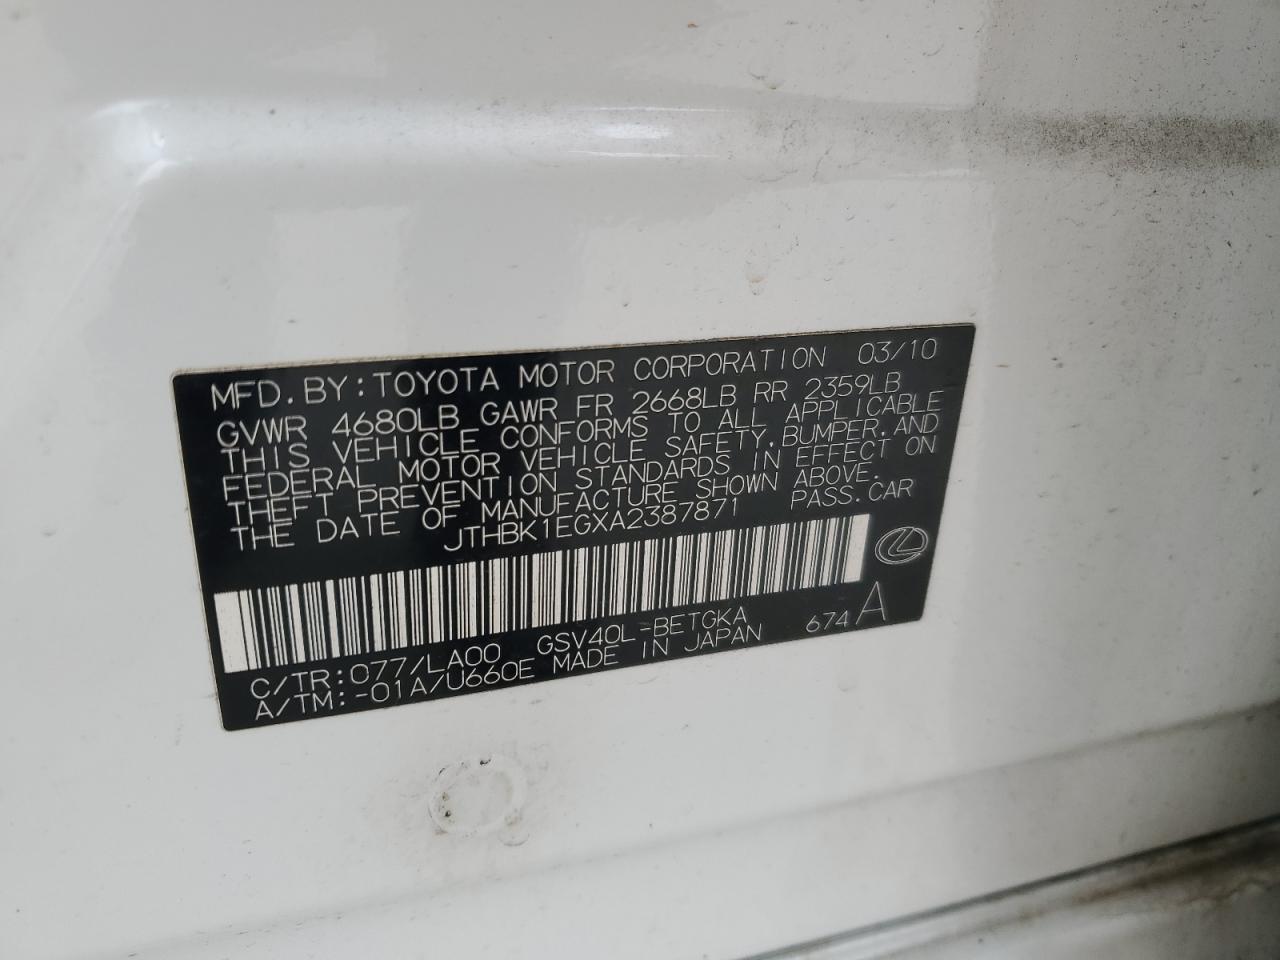 MFD. BY: TOYOTA MOTOR CORPORATION 03/10
GVWR 4680LB GAWR FR 2668LB RR 2359LB
THIS VEHICLE CONFORMS TO ALL APPLICABLE
FEDERAL MOTOR VEHICLE SAFETY, BUMPER, AND
THEFT PREVENTION STANDARDS IN EFFECT ON
THE DATE OF MANUFACTURE SHOWN ABOVE.
JTHBK1EGXA2387871 PASS. CAR
C/TR: 077/LA00 GSV40L-BETGKA 674 A
A/TM: -01A/U660E MADE IN JAPAN